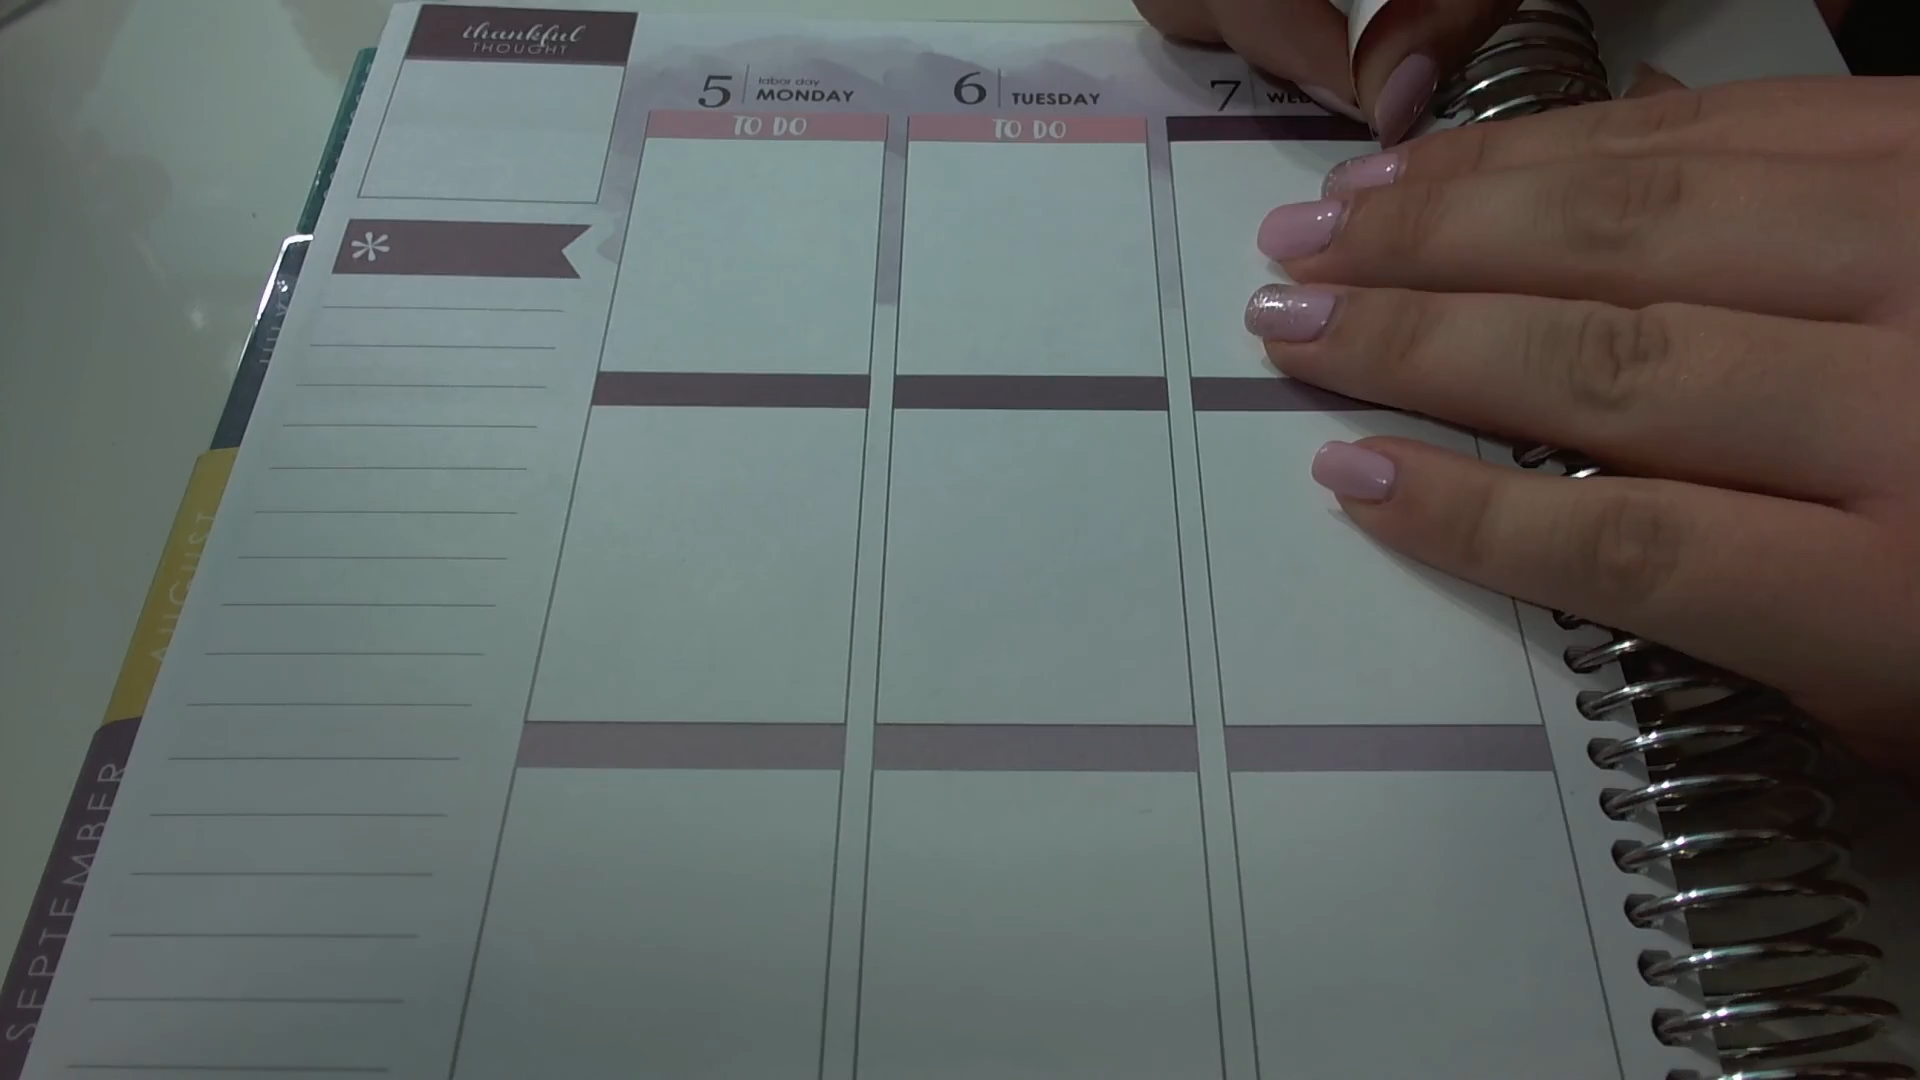 thankful
THOUGHT
5 labor day
MONDAY
6 TUESDAY
7
TO DO
TO DO
*
JULY
AUGUST
SEPTEMBER